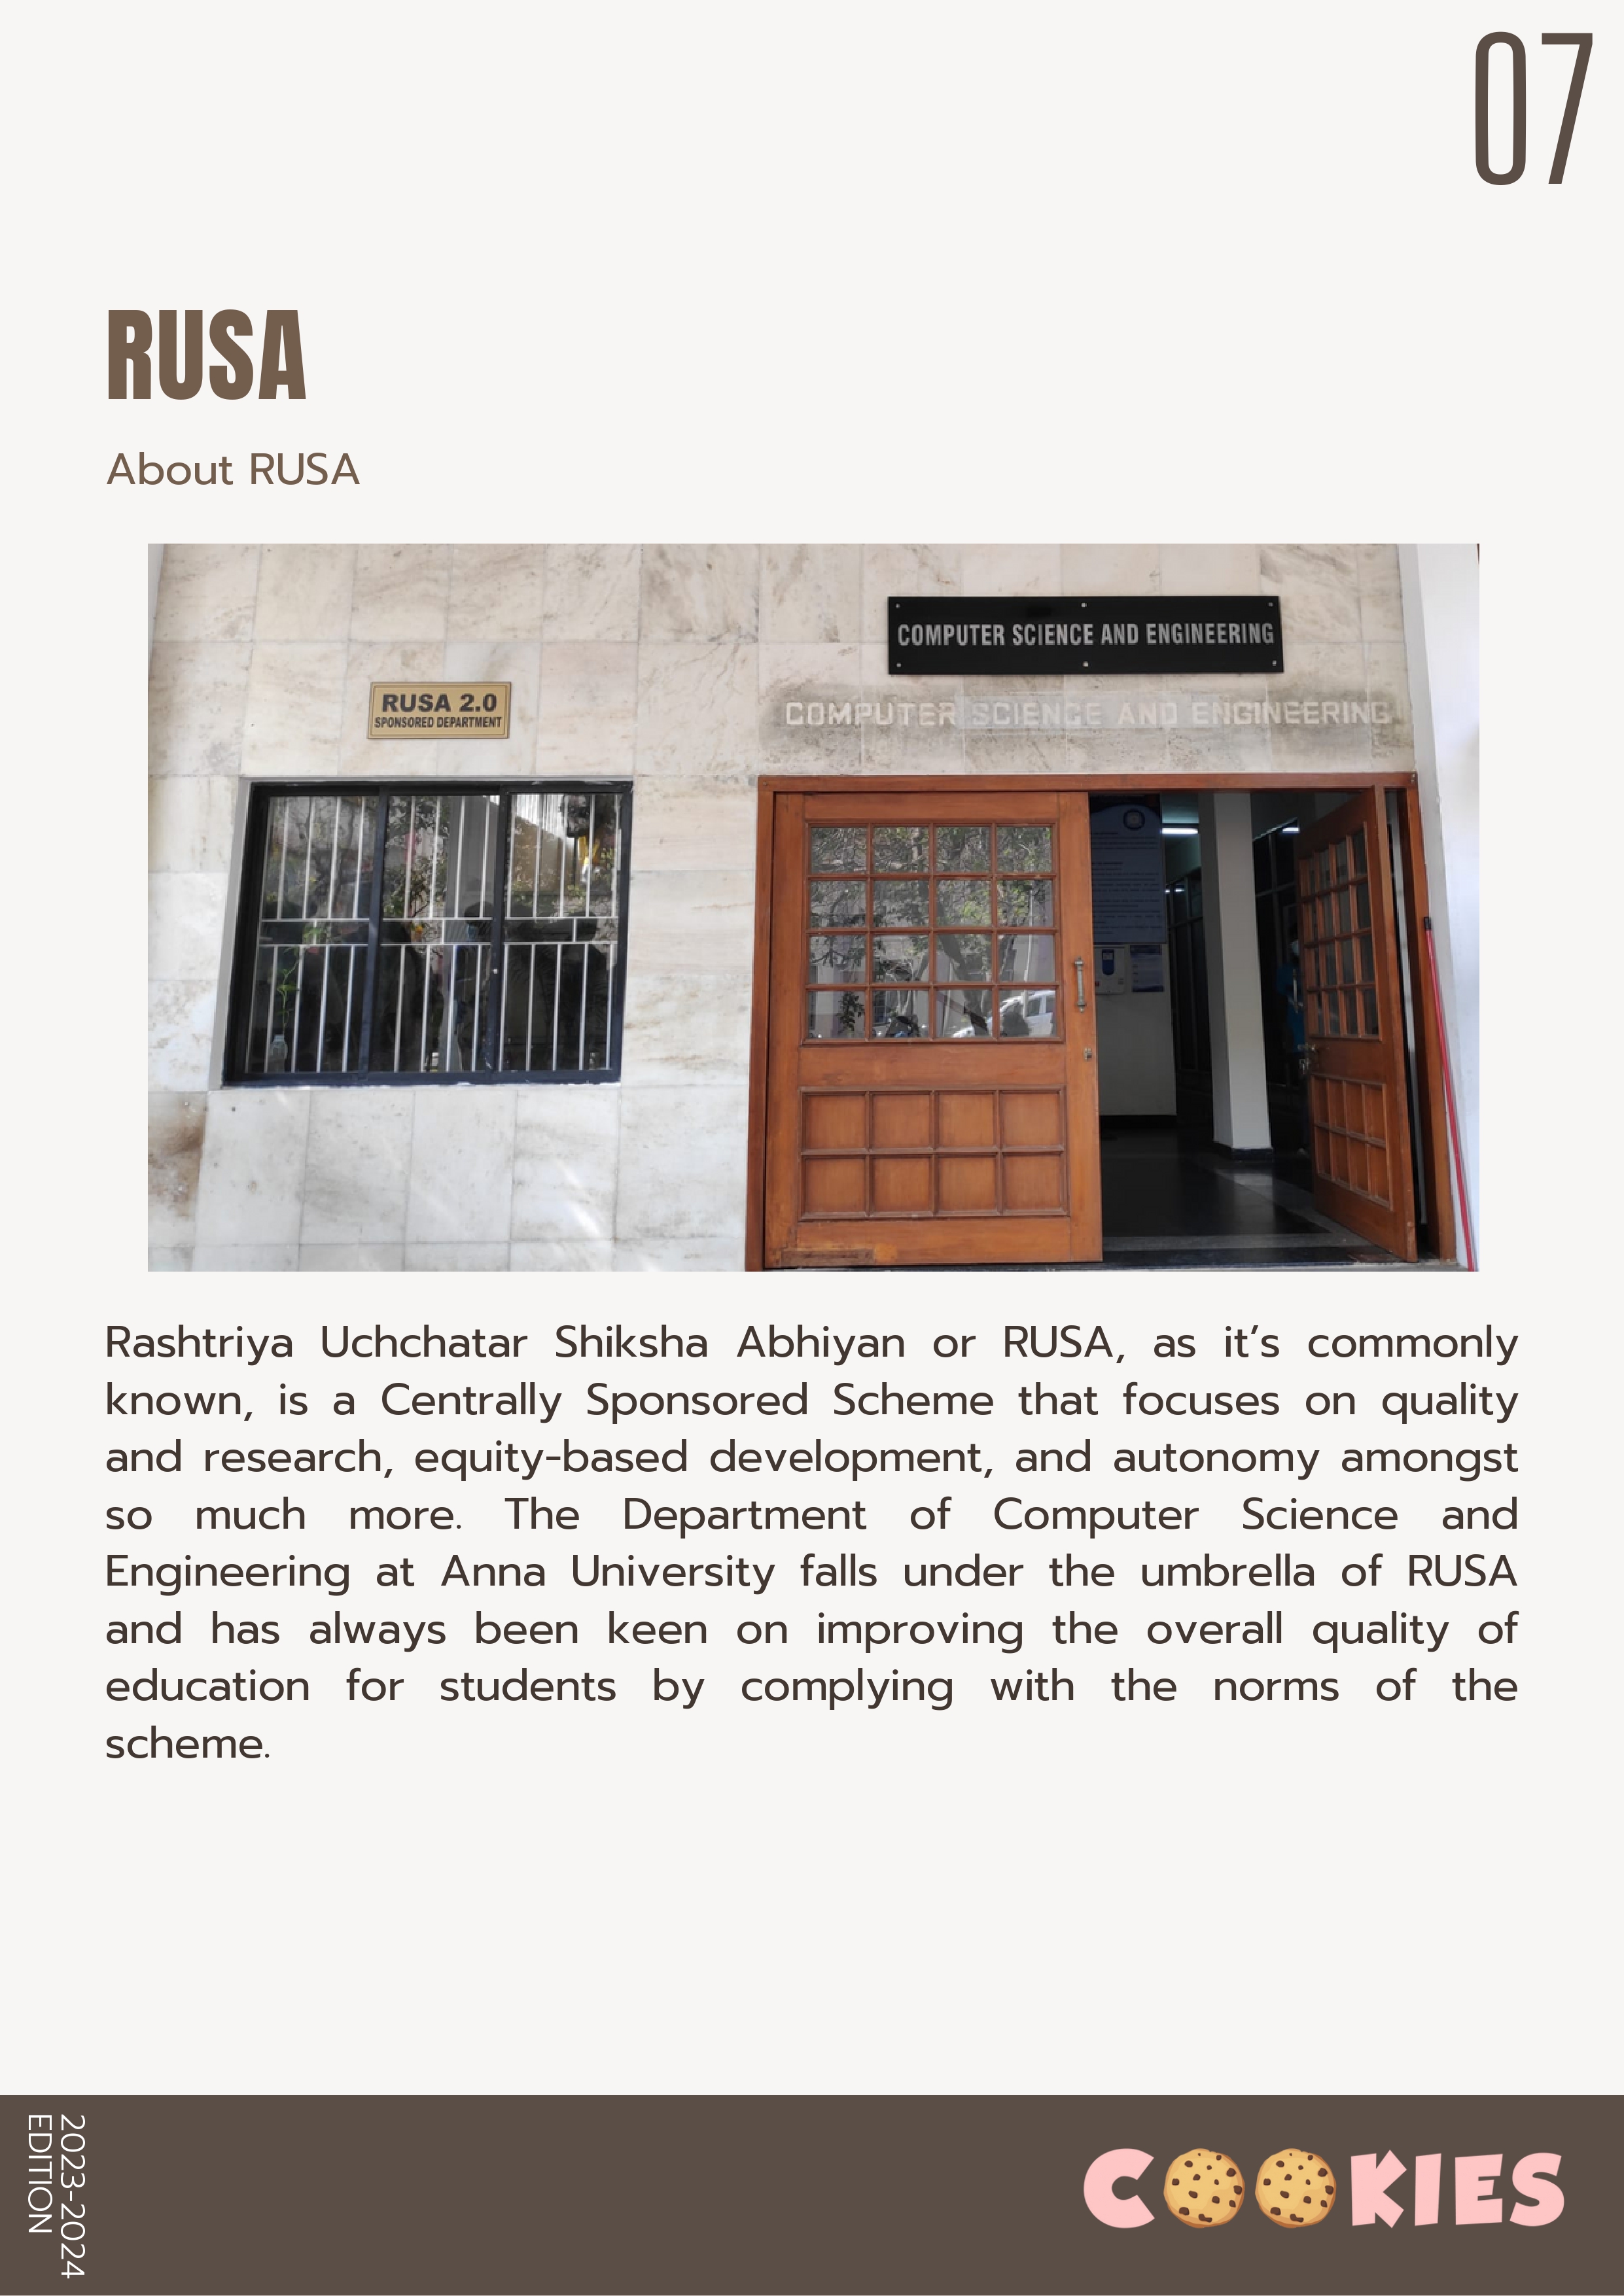 07
RUSA
About RUSA
COMPUTER SCIENCE AND ENGINEERING
RUSA 2.0
SPONSORED DEPARTMENT
COMPUTER SCIENCE AND ENGINEERING
Rashtriya Uchchatar Shiksha Abhiyan or RUSA, as it’s commonly
known, is a Centrally Sponsored Scheme that focuses on quality
and research, equity-based development, and autonomy amongst
so much more. The Department of Computer Science and
Engineering at Anna University falls under the umbrella of RUSA
and has always been keen on improving the overall quality of
education for students by complying with the norms of the
scheme.
2023-2024
EDITION
COOKIES